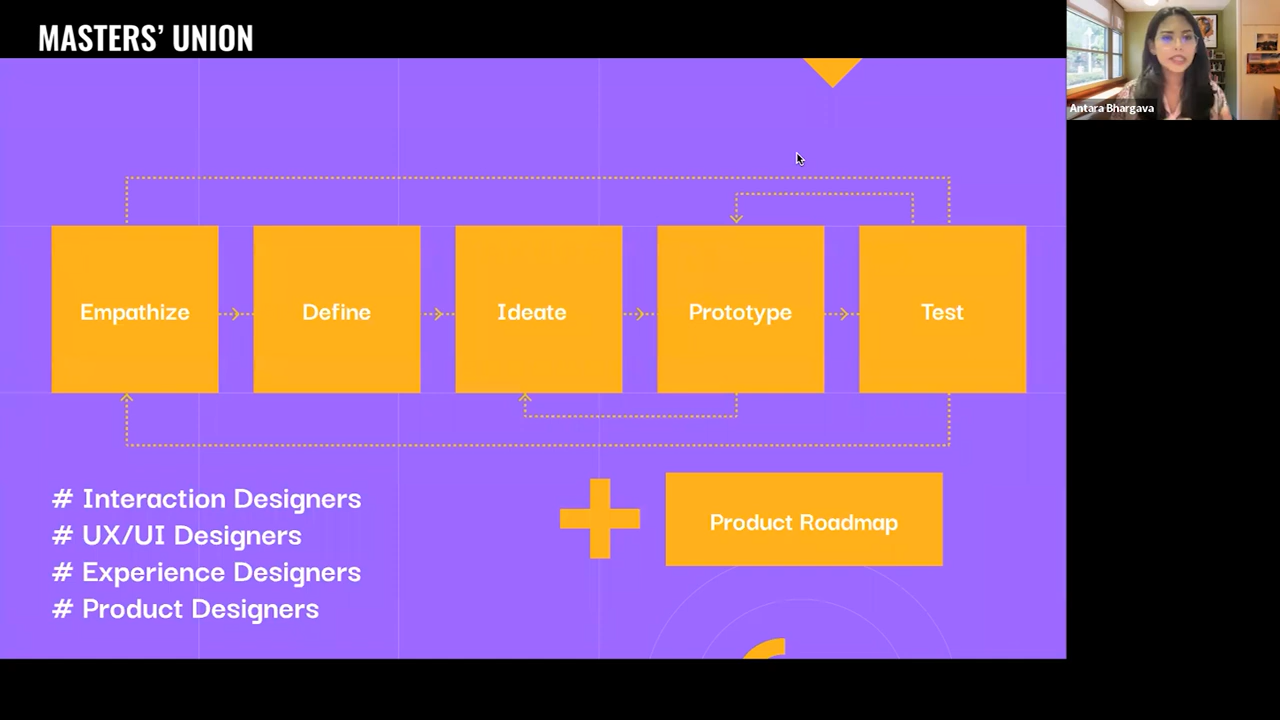 MASTERS' UNION
Antara Bhargava
Empathize
Define
Ideate
Prototype
Test
# Interaction Designers
# UX/UI Designers
# Experience Designers
# Product Designers
Product Roadmap